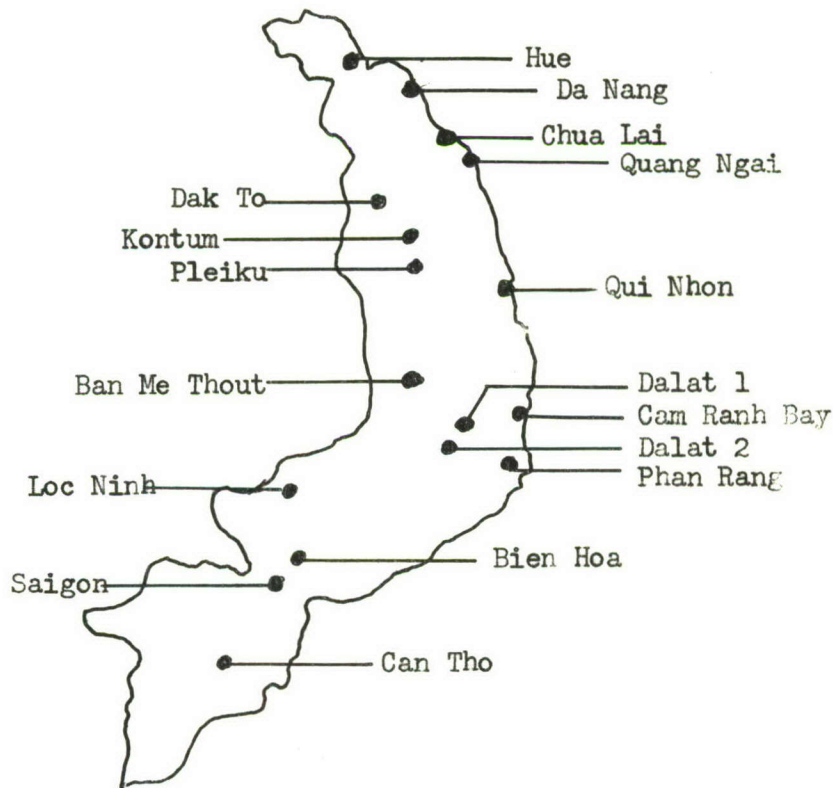 Hue
Da Nang
Chua Lai
Quang Ngai
Dak To
Kontum
Pleiku
Qui Nhon
Ban Me Thout
Dalat 1
Cam Ranh Bay
Dalat 2
Phan Rang
Loc Ninh
Bien Hoa
Saigon
Can Tho